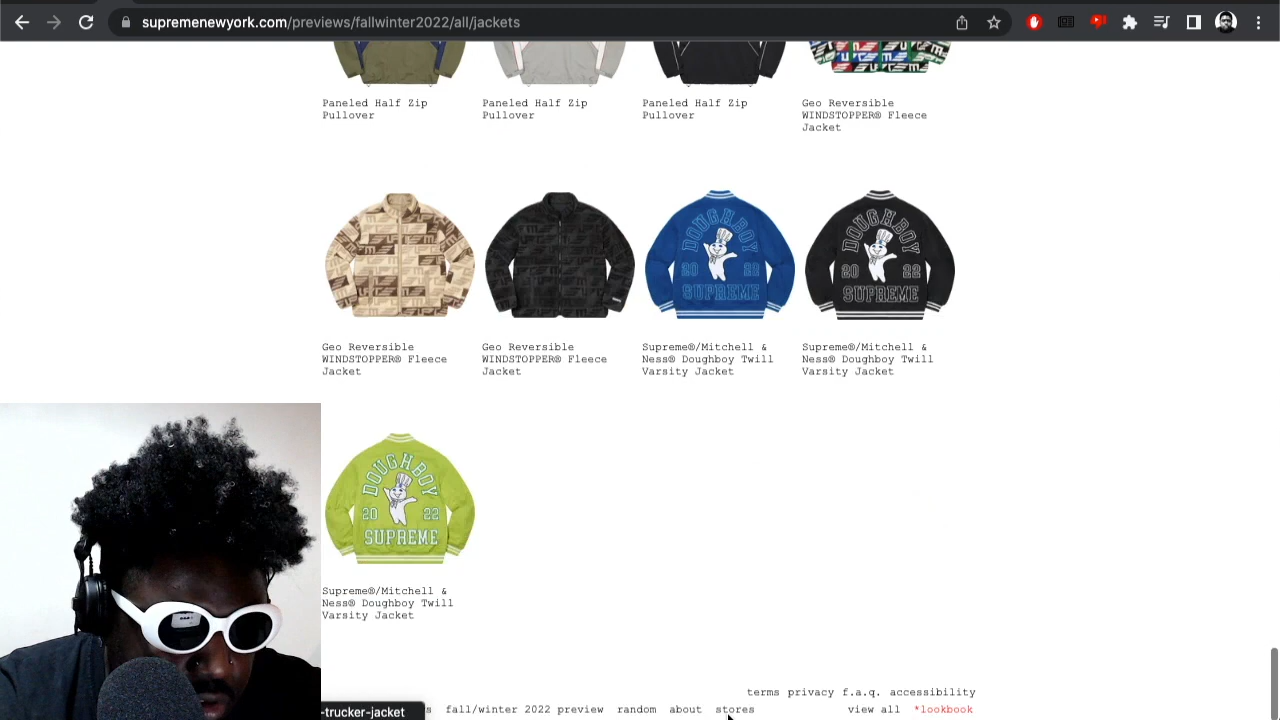 supremenewyork.com/previews/fallwinter2022/all/jackets
Paneled Half Zip
Pullover
Paneled Half Zip
Pullover
Paneled Half Zip
Pullover
Geo Reversible
WINDSTOPPER® Fleece
Jacket
DOUGHBOY
20 22
SUPREME
DOUGHBOY
20 22
SUPREME
Geo Reversible
WINDSTOPPER® Fleece
Jacket
Geo Reversible
WINDSTOPPER® Fleece
Jacket
Supreme®/Mitchell &
Ness® Doughboy Twill
Varsity Jacket
Supreme®/Mitchell &
Ness® Doughboy Twill
Varsity Jacket
DOUGHBOY
20 22
SUPREME
Supreme®/Mitchell &
Ness® Doughboy Twill
Varsity Jacket
terms privacy f.a.q. accessibility
-trucker-jacket
s fall/winter 2022 preview random about stores view all *lookbook